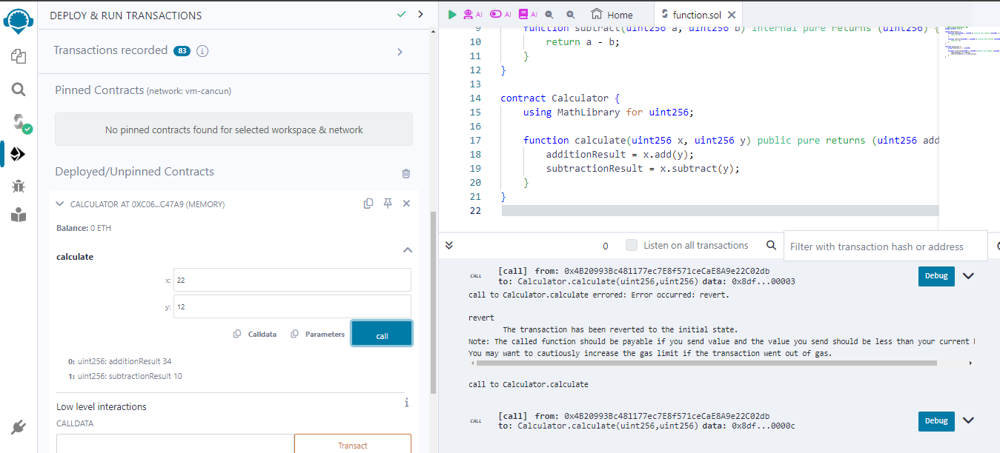 DEPLOY & RUN TRANSACTIONS
Transactions recorded 83 i
Pinned Contracts (network: vm-cancun)
No pinned contracts found for selected workspace & network
Deployed/Unpinned Contracts
CALCULATOR AT 0XC06...C47A9 (MEMORY)
Balance: 0 ETH
calculate
x: 22
y: 12
Calldata Parameters call
0: uint256: additionResult 34
1: uint256: subtractionResult 10
Low level interactions i
CALLDATA
Transact
AI AI AI Home function.sol
9 function subtract(uint256 a, uint256 b) internal pure returns (uint256) {
10 return a - b;
11 }
12 }
13
14 contract Calculator {
15 using MathLibrary for uint256;
16
17 function calculate(uint256 x, uint256 y) public pure returns (uint256 add
18 additionResult = x.add(y);
19 subtractionResult = x.subtract(y);
20 }
21 }
22
0 Listen on all transactions Filter with transaction hash or address
CALL [call] from: 0x4B20993Bc481177ec7E8f571ceCaE8A9e22C02db
to: Calculator.calculate(uint256,uint256) data: 0x8df...00003
Debug
call to Calculator.calculate errored: Error occurred: revert.
revert
The transaction has been reverted to the initial state.
Note: The called function should be payable if you send value and the value you send should be less than your current
You may want to cautiously increase the gas limit if the transaction went out of gas.
call to Calculator.calculate
CALL [call] from: 0x4B20993Bc481177ec7E8f571ceCaE8A9e22C02db
to: Calculator.calculate(uint256,uint256) data: 0x8df...0000c
Debug